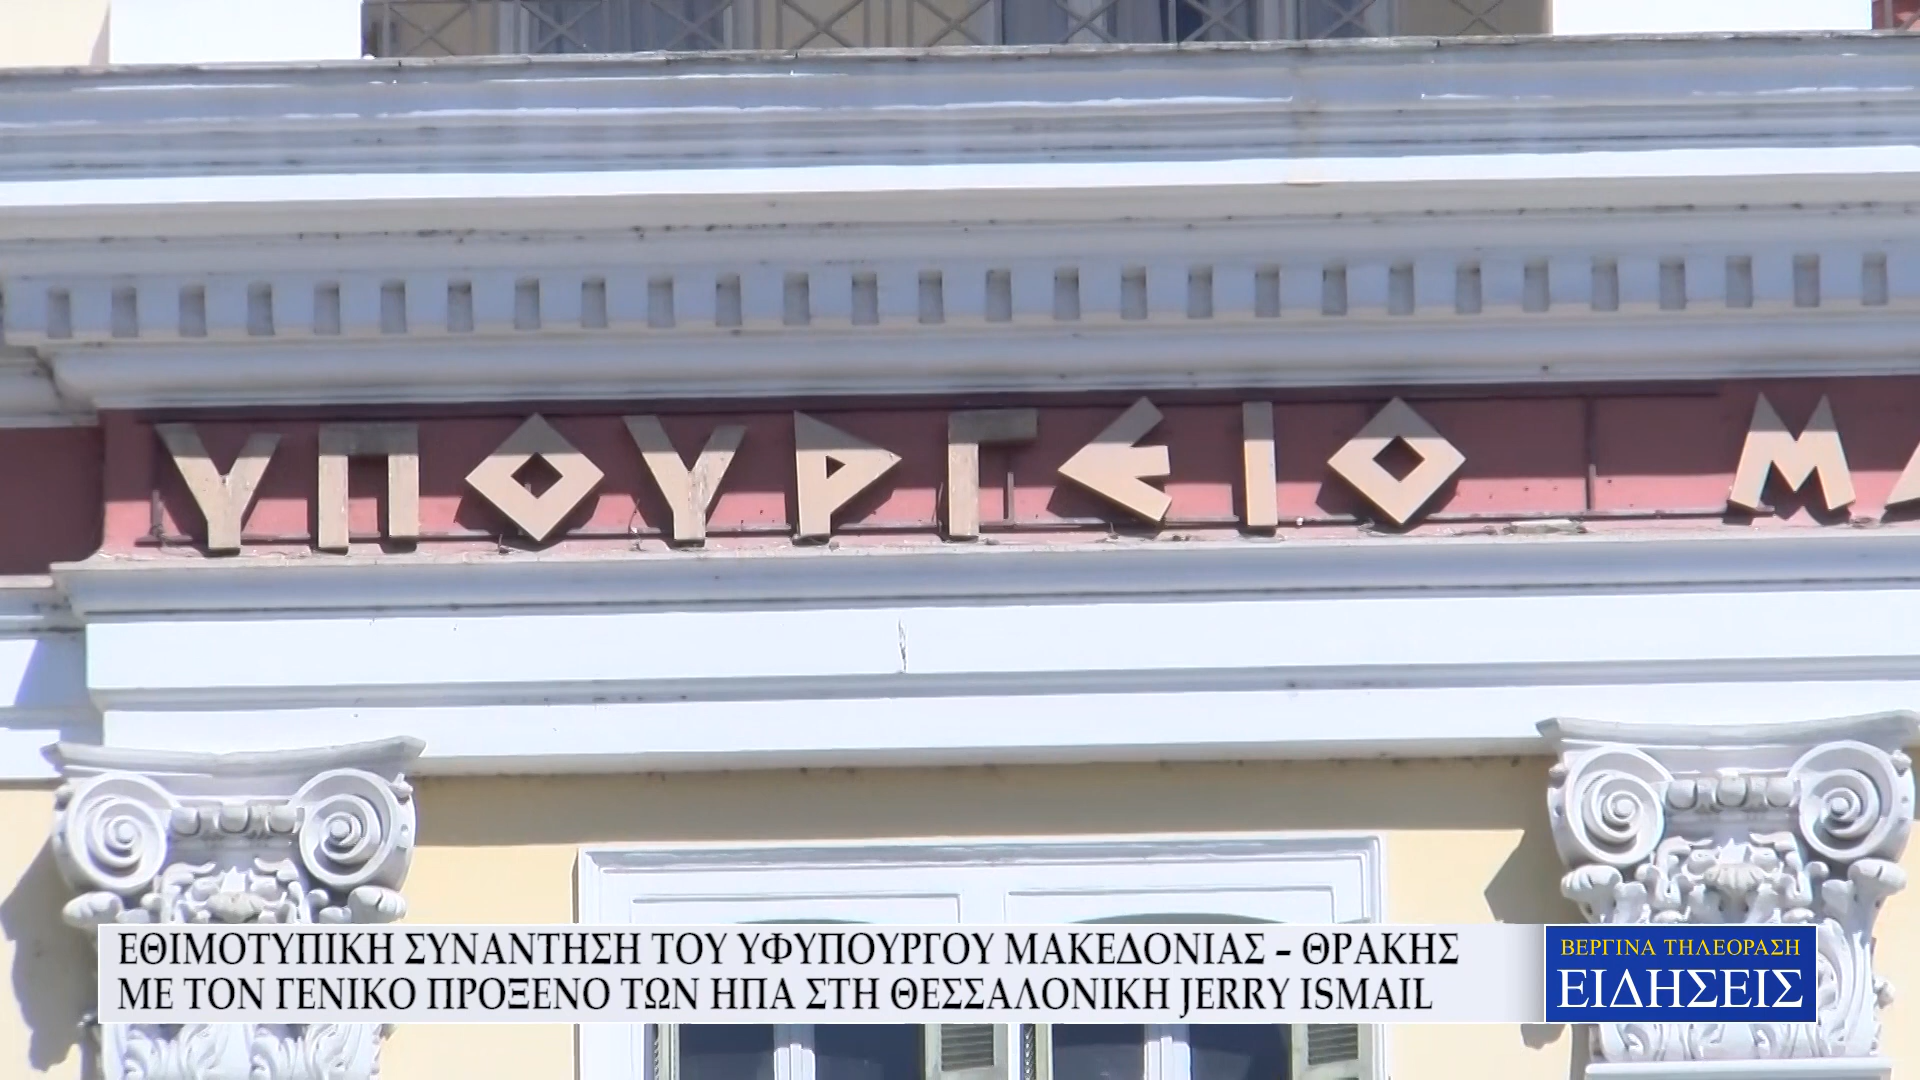 ΥΠΟΥΡΓΕΙΟ ΜΑ
ΕΘΙΜΟΤΥΠΙΚΗ ΣΥΝΑΝΤΗΣΗ ΤΟΥ ΥΦΥΠΟΥΡΓΟΥ ΜΑΚΕΔΟΝΙΑΣ – ΘΡΑΚΗΣ
ΜΕ ΤΟΝ ΓΕΝΙΚΟ ΠΡΟΞΕΝΟ ΤΩΝ ΗΠΑ ΣΤΗ ΘΕΣΣΑΛΟΝΙΚΗ JERRY ISMAIL
ΒΕΡΓΙΝΑ ΤΗΛΕΟΡΑΣΗ
ΕΙΔΗΣΕΙΣ